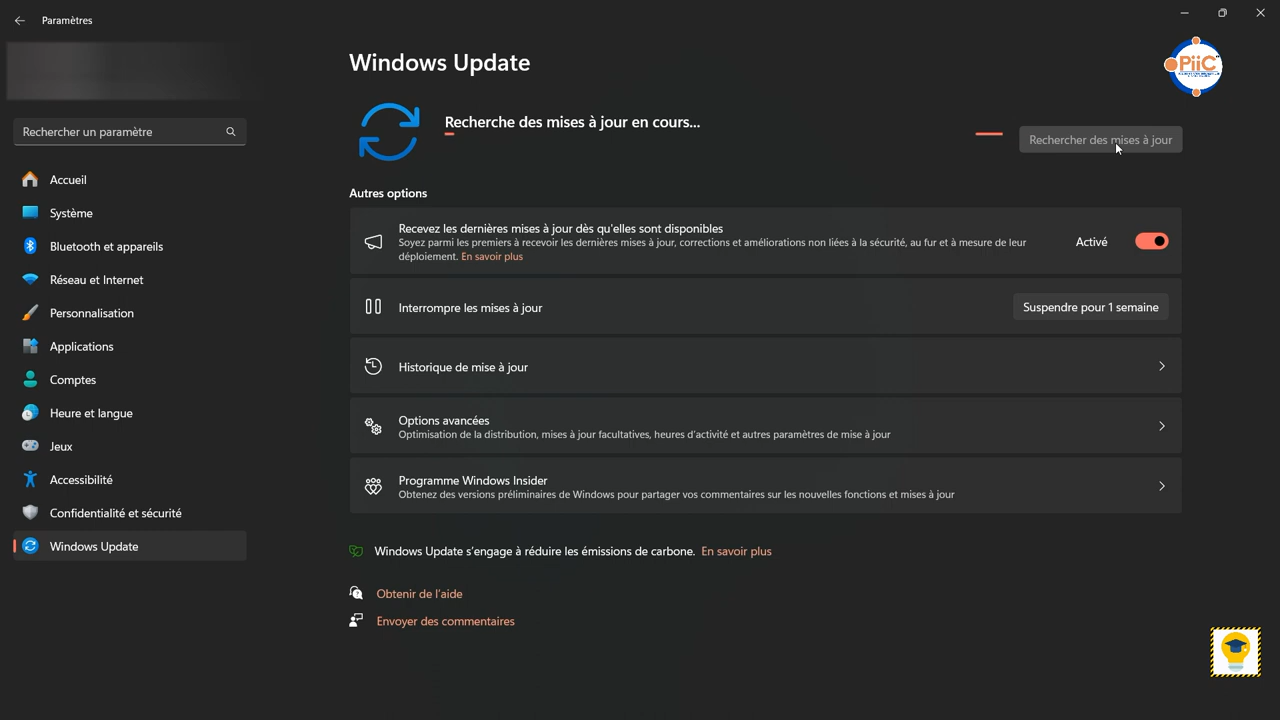 Paramètres
Rechercher un paramètre
Accueil
Système
Bluetooth et appareils
Réseau et Internet
Personnalisation
Applications
Comptes
Heure et langue
Jeux
Accessibilité
Confidentialité et sécurité
Windows Update
Windows Update
PiiC
Recherche des mises à jour en cours...
Rechercher des mises à jour
Autres options
Recevez les dernières mises à jour dès qu'elles sont disponibles
Soyez parmi les premiers à recevoir les dernières mises à jour, corrections et améliorations non liées à la sécurité, au fur et à mesure de leur
déploiement. En savoir plus
Activé
Interrompre les mises à jour
Suspendre pour 1 semaine
Historique de mise à jour
Options avancées
Optimisation de la distribution, mises à jour facultatives, heures d'activité et autres paramètres de mise à jour
Programme Windows Insider
Obtenez des versions préliminaires de Windows pour partager vos commentaires sur les nouvelles fonctions et mises à jour
Windows Update s'engage à réduire les émissions de carbone. En savoir plus
Obtenir de l'aide
Envoyer des commentaires